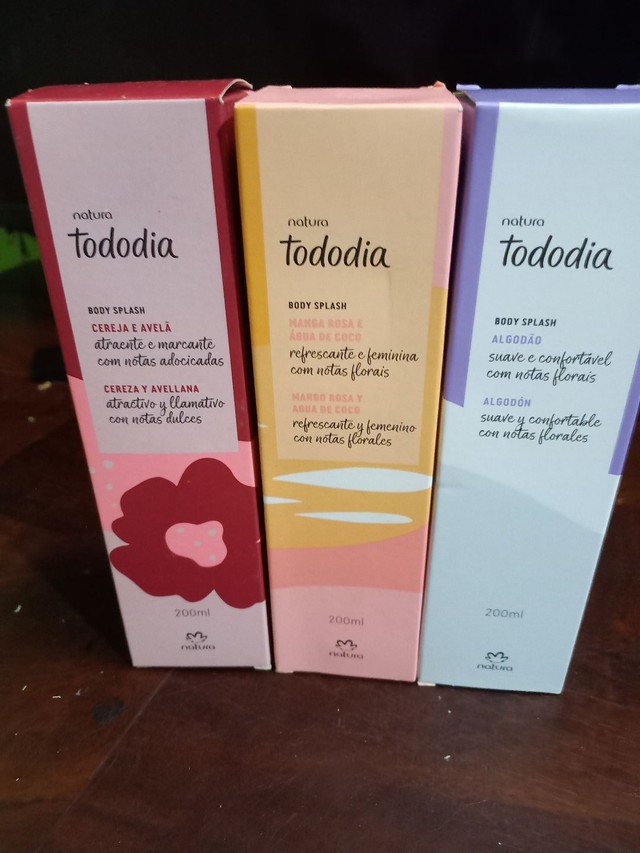 natura
Tododia
BODY SPLASH
CEREJA E AVELÃ
atraente e marcante
com notas adocicadas
CEREZA Y AVELLANA
atractivo y llamativo
con notas dulces
200ml
natura
natura
Tododia
BODY SPLASH
MANGA ROSA E
ÁGUA DE COCO
refrescante e feminina
com notas florais
MANGO ROSA Y
AGUA DE COCO
refrescante y femenino
con notas florales
200ml
natura
natura
Tododia
BODY SPLASH
ALGODÃO
suave e confortável
com notas florais
ALGODÓN
suave y confortable
con notas florales
200ml
natura